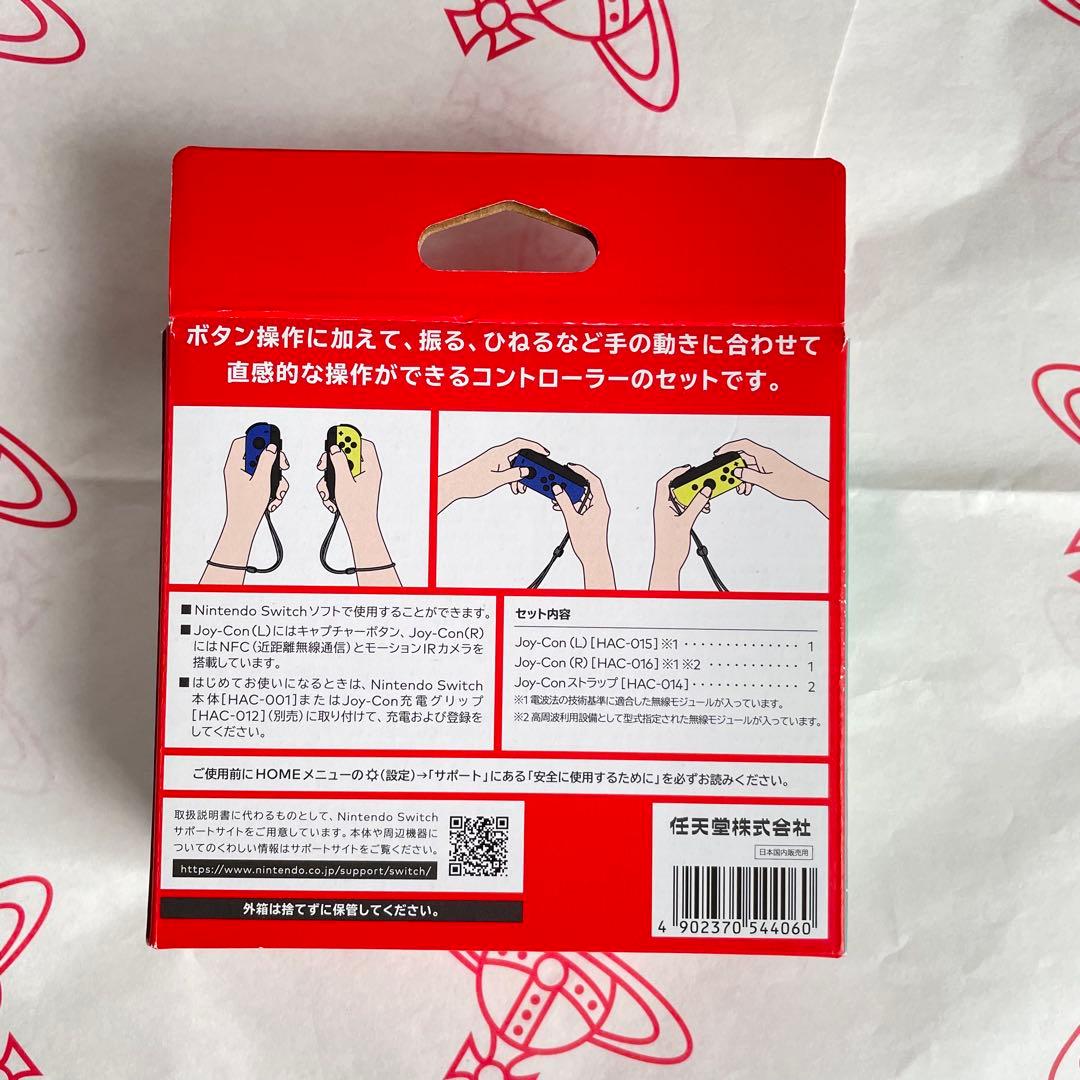 ボタン操作に加えて、振る、ひねるなど手の動きに合わせて
直感的な操作ができるコントローラーのセットです。
■Nintendo Switchソフトで使用することができます。
■Joy-Con(L)にはキャプチャーボタン、Joy-Con(R)
にはNFC(近距離無線通信)とモーションIRカメラを
搭載しています。
■はじめてお使いになるときは、Nintendo Switch
本体[HAC-001]またはJoy-Con充電グリップ
[HAC-012](別売)に取り付けて、充電および登録を
してください。
セット内容
Joy-Con(L)[HAC-015]※1・・・・・・・・・・・・・・1
Joy-Con(R)[HAC-016]※1 ※2・・・・・・・・・・・1
Joy-Conストラップ[HAC-014]・・・・・・・・・・・・・2
※1 電波法の技術基準に適合した無線モジュールが入っています。
※2 高周波利用設備として型式指定された無線モジュールが入っています。
ご使用前にHOMEメニューの(設定)→「サポート」にある「安全に使用するために」を必ずお読みください。
取扱説明書に代わるものとして、Nintendo Switch
サポートサイトをご用意しています。本体や周辺機器に
ついてのくわしい情報はサポートサイトをご覧ください。
https://www.nintendo.co.jp/support/switch/
外箱は捨てずに保管してください。
任天堂株式会社
日本国内販売用
4 902370 544060